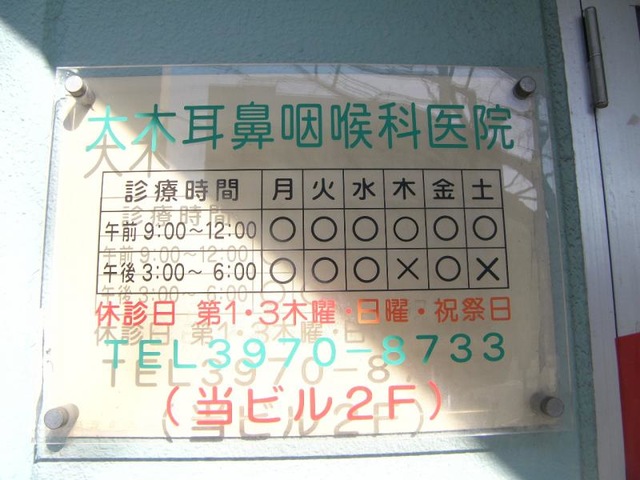 大木耳鼻咽喉科医院
診療時間 月 火 水 木 金 土
午前 9:00～12:00 ○ ○ ○ ○ ○ ○
午後 3:00～ 6:00 ○ ○ ○ × ○ ×
休診日 第1・3木曜・日曜・祝祭日
TEL3970-8733
(当ビル2F)